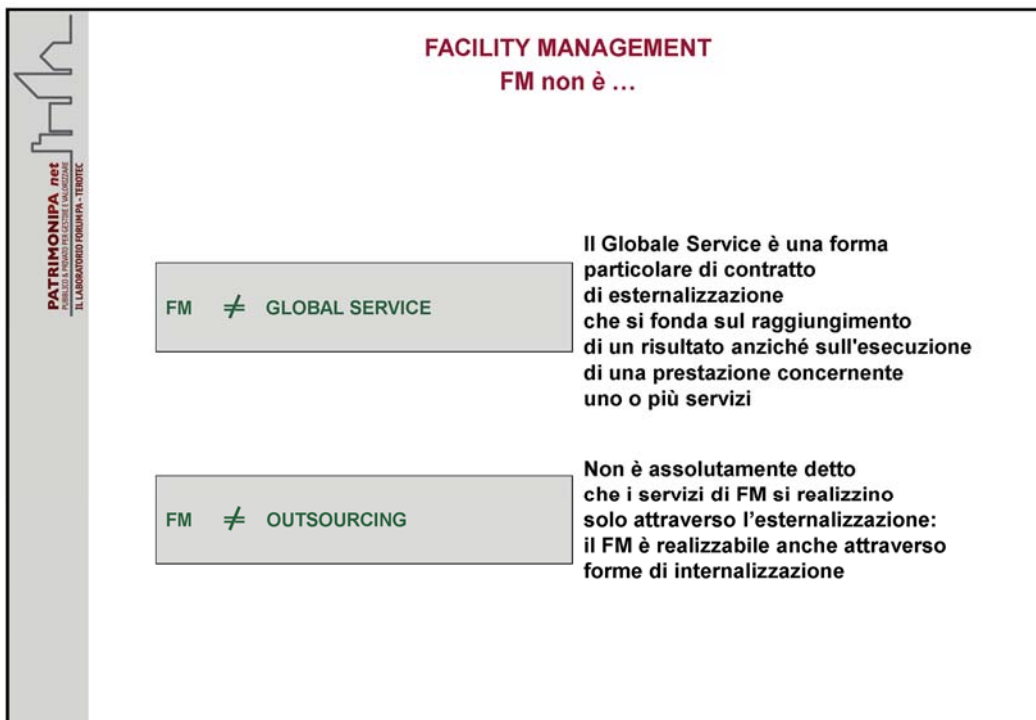 FACILITY MANAGEMENT
FM non è …
PATRIMONIPA net
PUBBLICO & PRIVATO PER GESTIRE E VALORIZZARE
IL LABORATORIO FORUM PA - TEROTEC
FM ≠ GLOBAL SERVICE
Il Globale Service è una forma
particolare di contratto
di esternalizzazione
che si fonda sul raggiungimento
di un risultato anziché sull'esecuzione
di una prestazione concernente
uno o più servizi
FM ≠ OUTSOURCING
Non è assolutamente detto
che i servizi di FM si realizzino
solo attraverso l’esternalizzazione:
il FM è realizzabile anche attraverso
forme di internalizzazione